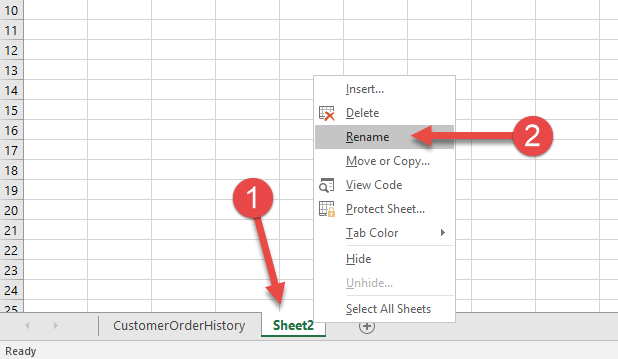 10
11
12
13
14
15
16
17
18
19
20
21
22
23
24
25
Insert...
Delete
Rename
Move or Copy...
View Code
Protect Sheet...
Tab Color
Hide
Unhide...
Select All Sheets
1
2
CustomerOrderHistory Sheet2
Ready